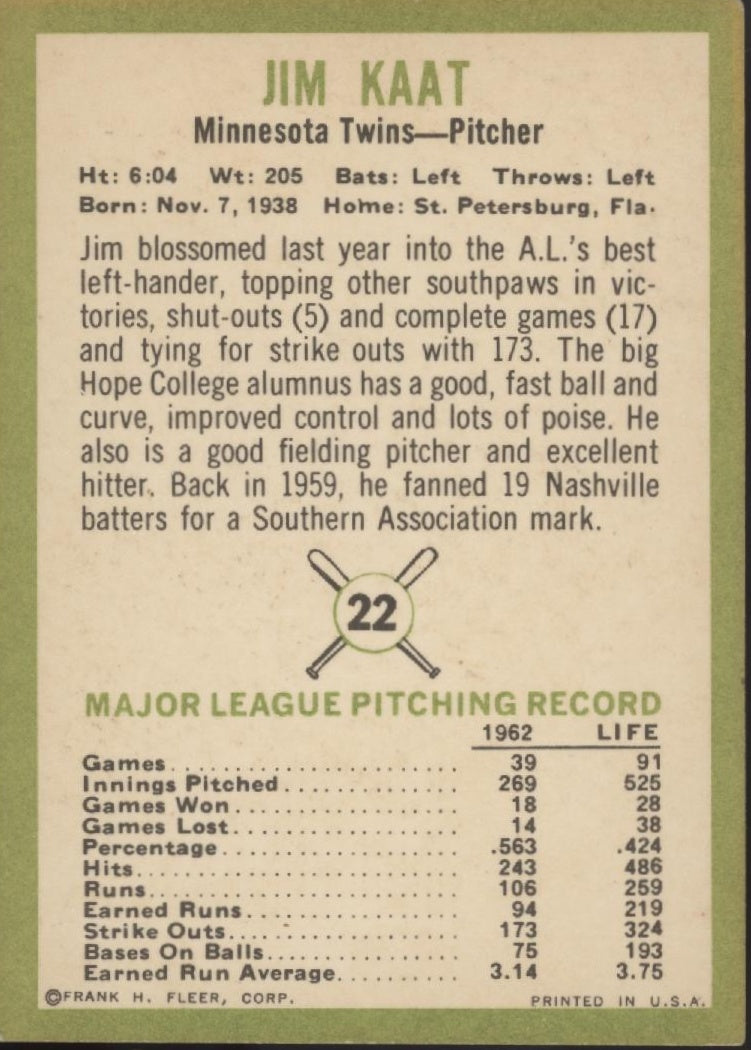 JIM KAAT
Minnesota Twins—Pitcher
Ht: 6:04 Wt: 205 Bats: Left Throws: Left
Born: Nov. 7, 1938 Home: St. Petersburg, Fla.
Jim blossomed last year into the A.L.'s best
left-hander, topping other southpaws in vic-
tories, shut-outs (5) and complete games (17)
and tying for strike outs with 173. The big
Hope College alumnus has a good, fast ball and
curve, improved control and lots of poise. He
also is a good fielding pitcher and excellent
hitter. Back in 1959, he fanned 19 Nashville
batters for a Southern Association mark.
22
MAJOR LEAGUE PITCHING RECORD
1962 LIFE
Games 39 91
Innings Pitched 269 525
Games Won 18 28
Games Lost 14 38
Percentage .563 .424
Hits 243 486
Runs 106 259
Earned Runs 94 219
Strike Outs 173 324
Bases On Balls 75 193
Earned Run Average 3.14 3.75
©FRANK H. FLEER, CORP. PRINTED IN U.S.A.